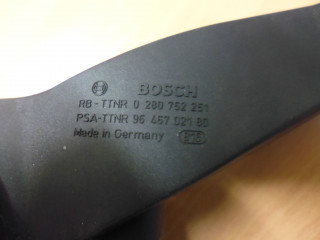 BOSCH
RB-TTNR 0 280 752 251
PSA-TTNR 96 467 021 80
Made in Germany